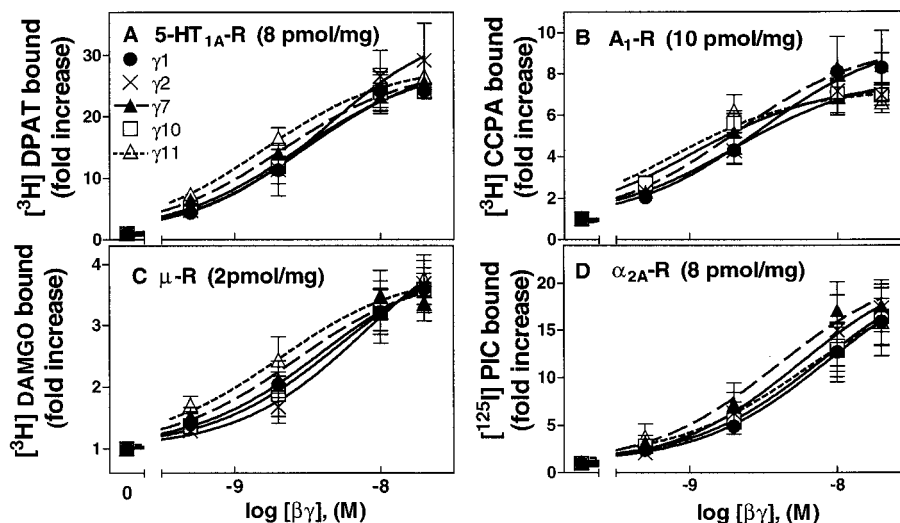 A 5-HT1A-R (8 pmol/mg)
[3H] DPAT bound
(fold increase)
30
20
10
0
γ1
γ2
γ7
γ10
γ11
B A1-R (10 pmol/mg)
[3H] CCPA bound
(fold increase)
10
8
6
4
2
0
C μ-R (2pmol/mg)
[3H] DAMGO bound
(fold increase)
4
3
2
1
0
-9
-8
log [βγ], (M)
D α2A-R (8 pmol/mg)
[125I] PIC bound
(fold increase)
20
15
10
5
0
-9
-8
log [βγ], (M)